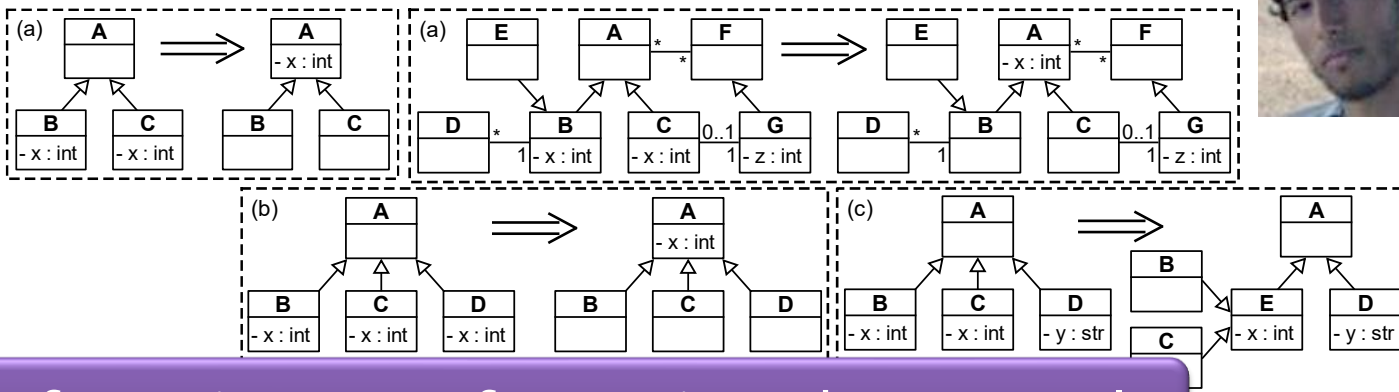 (a)
A
A
- x : int
B
- x : int
C
- x : int
B
C
(a)
E
A
*
*
F
D
*
1
B
- x : int
C
- x : int
0..1
1
G
- z : int
E
A
- x : int
*
*
F
D
*
1
B
C
0..1
1
G
- z : int
(b)
A
B
- x : int
C
- x : int
D
- x : int
A
- x : int
B
C
D
(c)
A
B
- x : int
C
- x : int
D
- y : str
A
B
C
E
- x : int
D
- y : str